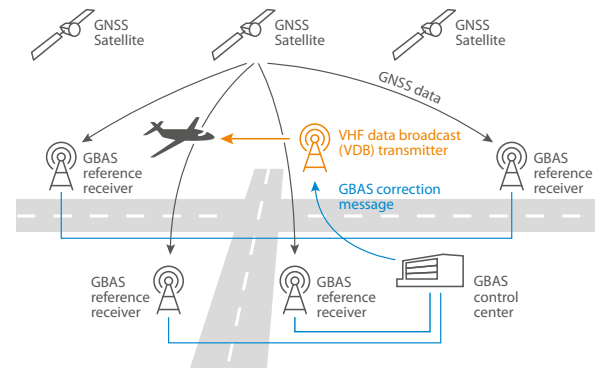 GNSS
Satellite
GNSS
Satellite
GNSS
Satellite
GNSS data
VHF data broadcast
(VDB) transmitter
GBAS
reference
receiver
GBAS
reference
receiver
GBAS correction
message
GBAS
reference
receiver
GBAS
reference
receiver
GBAS
control
center